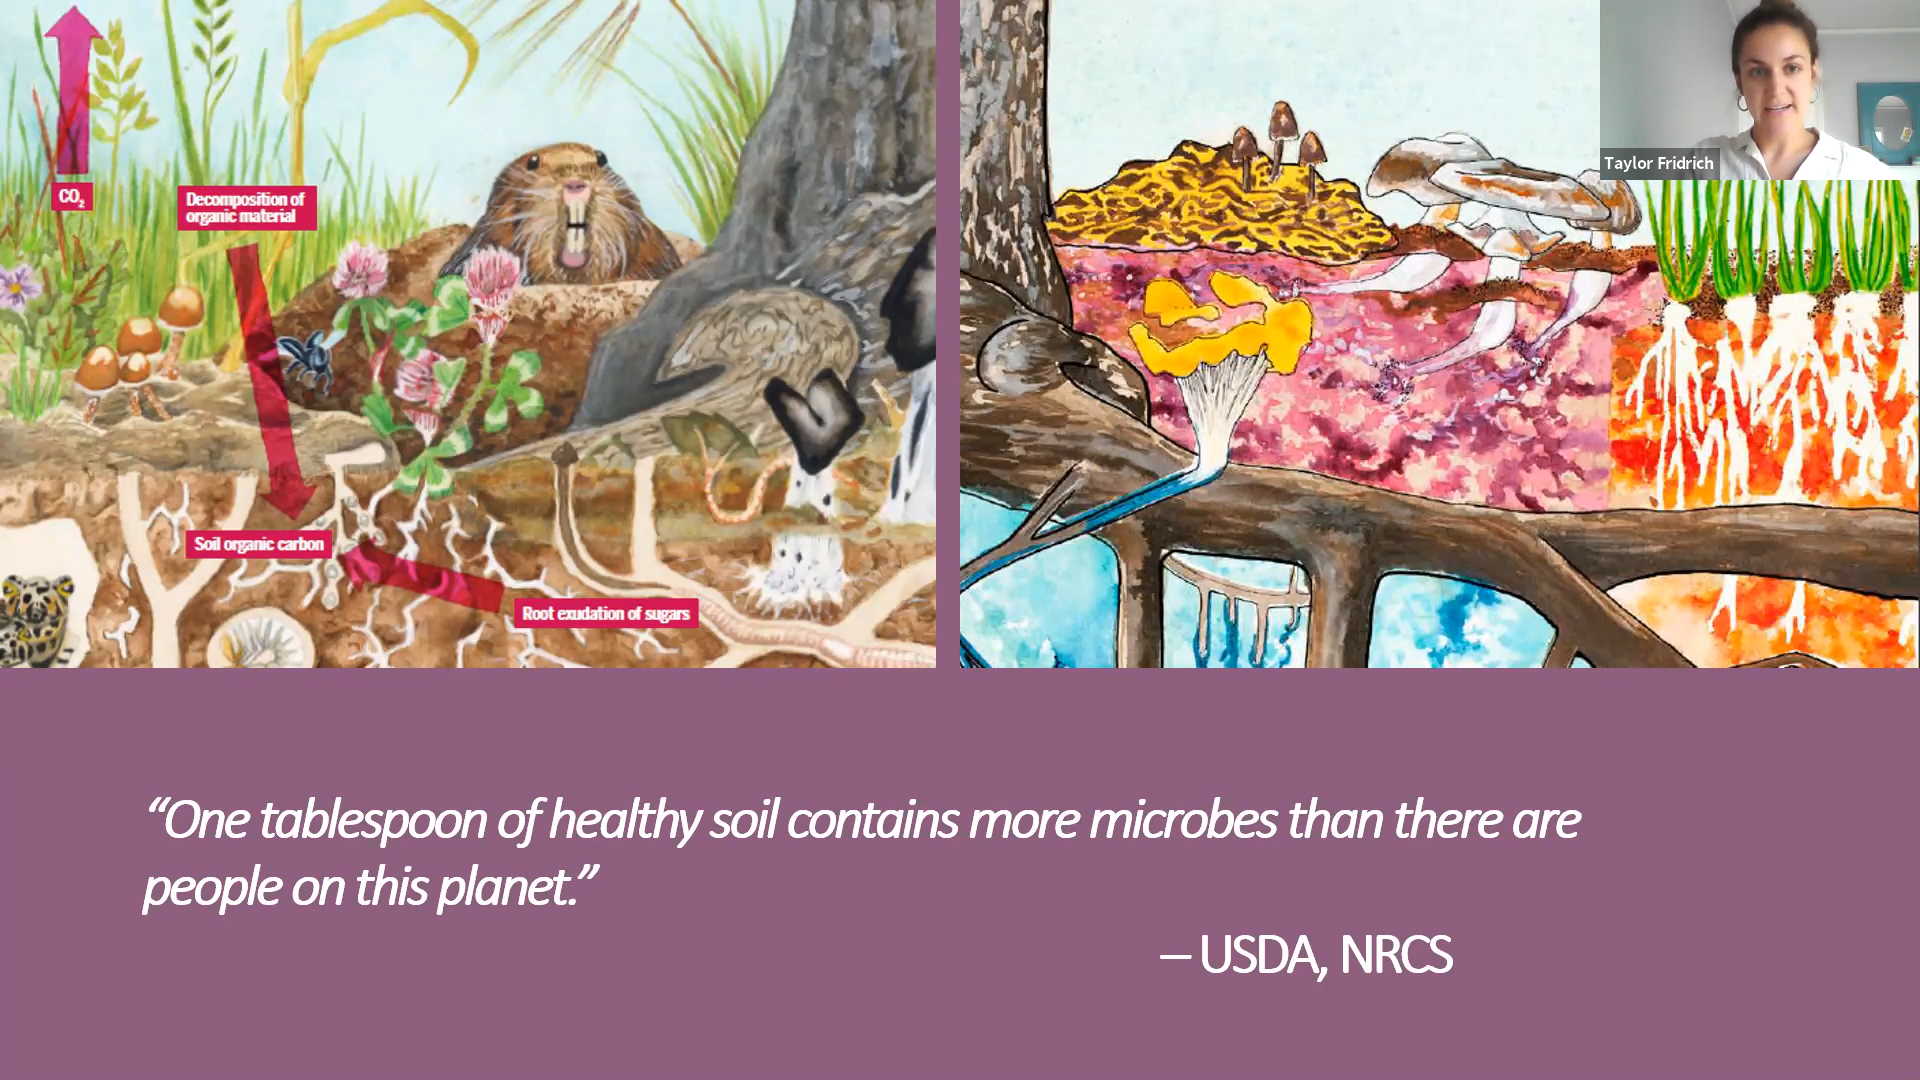 CO₂
Decomposition of
organic material
Soil organic carbon
Root exudation of sugars
Taylor Fridrich
“One tablespoon of healthy soil contains more microbes than there are
people on this planet.”
– USDA, NRCS